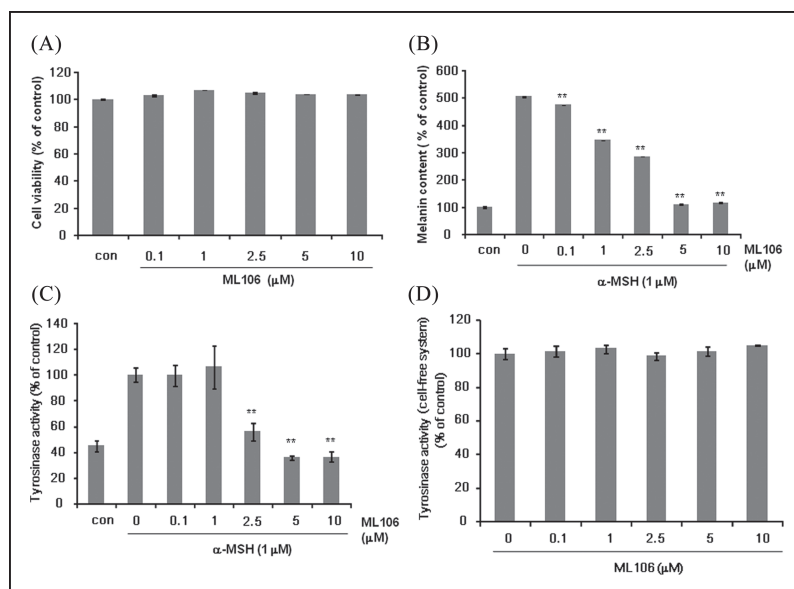 (A)
Cell viability (% of control)
120
100
80
60
40
20
0
con 0.1 1 2.5 5 10
ML106 (μM)
(B)
Melanin content ( % of control)
600
500
400
300
200
100
0
** ** ** ** **
con 0 0.1 1 2.5 5 10 ML106
(μM)
α-MSH (1 μM)
(C)
Tyrosinase activity (% of control)
140
120
100
80
60
40
20
0
** ** **
con 0 0.1 1 2.5 5 10 ML106
(μM)
α-MSH (1 μM)
(D)
Tyrosinase activity (cell-free system)
(% of control)
120
100
80
60
40
20
0
0 0.1 1 2.5 5 10
ML106 (μM)